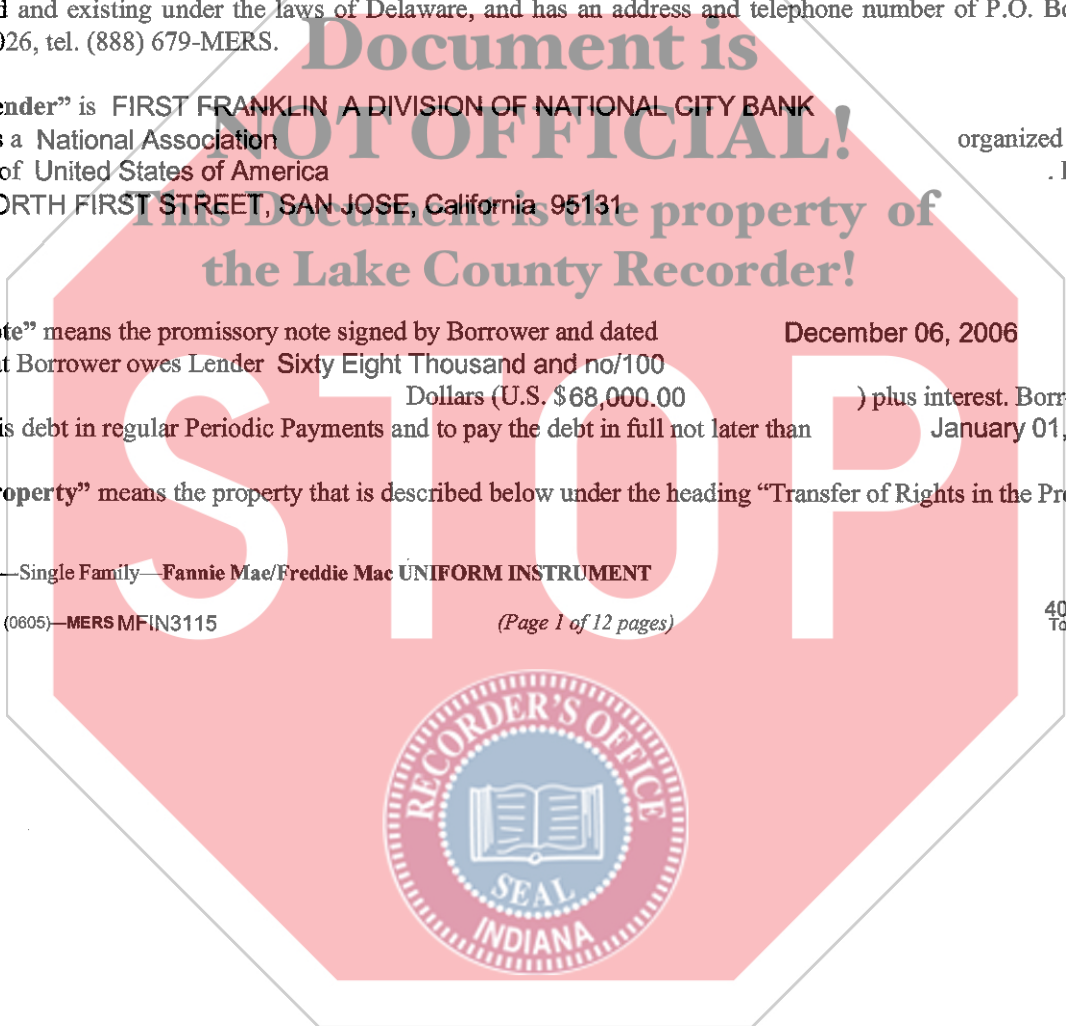 and existing under the laws of Delaware, and has an address and telephone number of P.O.
026, tel. (888) 679-MERS.
Document is
ender” is FIRST FRANKLIN A DIVISION OF NATIONAL CITY BANK
NOT OFFICIAL!
a National Association organized
of United States of America
ORTH FIRST STREET, SAN JOSE, California 95131
This Document is the property of
the Lake County Recorder!
te” means the promissory note signed by Borrower and dated December 06, 2006
t Borrower owes Lender Sixty Eight Thousand and no/100
Dollars (U.S. $68,000.00 ) plus interest. Borr
is debt in regular Periodic Payments and to pay the debt in full not later than January 01,
STOP
operty” means the property that is described below under the heading “Transfer of Rights in the Pr
—Single Family—Fannie Mae/Freddie Mac UNIFORM INSTRUMENT
(0605)—MERS MFIN3115 (Page 1 of 12 pages) 40
To
RECORDER'S OFFICE
SEAL
INDIANA